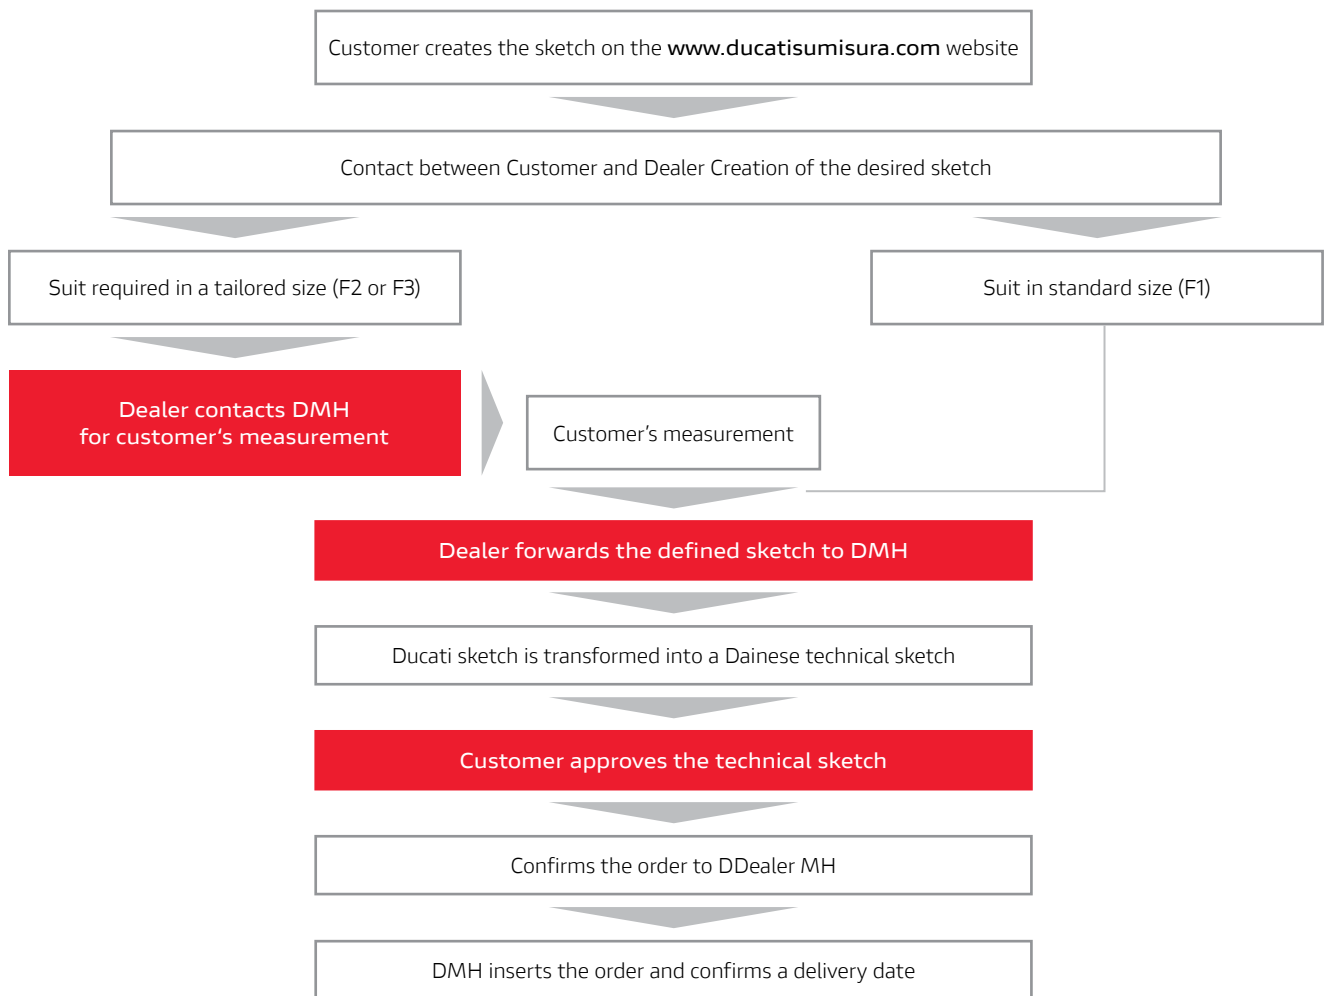 Customer creates the sketch on the www.ducatisumisura.com website
Contact between Customer and Dealer Creation of the desired sketch
Suit required in a tailored size (F2 or F3)
Suit in standard size (F1)
Dealer contacts DMH
for customer‘s measurement
Customer’s measurement
Dealer forwards the defined sketch to DMH
Ducati sketch is transformed into a Dainese technical sketch
Customer approves the technical sketch
Confirms the order to DDealer MH
DMH inserts the order and confirms a delivery date